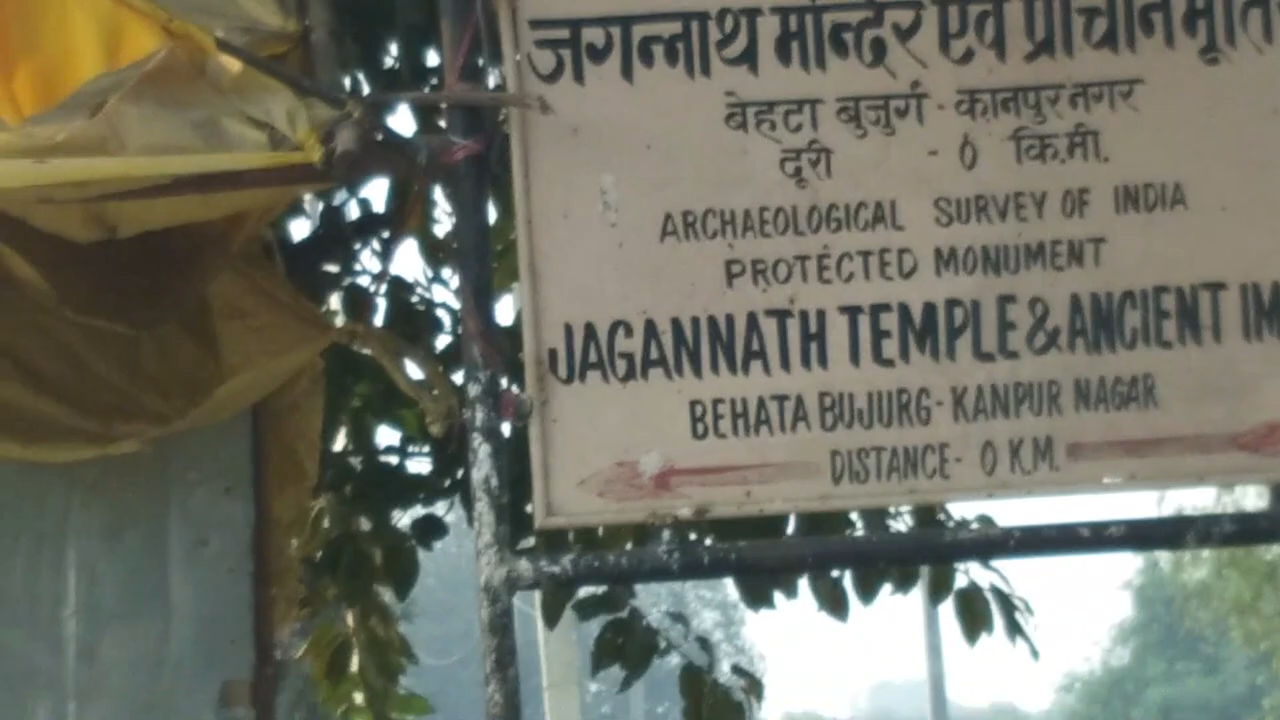 जगन्नाथ मन्दिर एवं प्राचीन
बेहटा बुजुर्ग - कानपुर नगर
दूरी - 0 कि.मी.
ARCHAEOLOGICAL SURVEY OF INDIA
PROTECTED MONUMENT
JAGANNATH TEMPLE & ANCIENT
BEHATA BUJURG - KANPUR NAGAR
DISTANCE - 0 K.M.